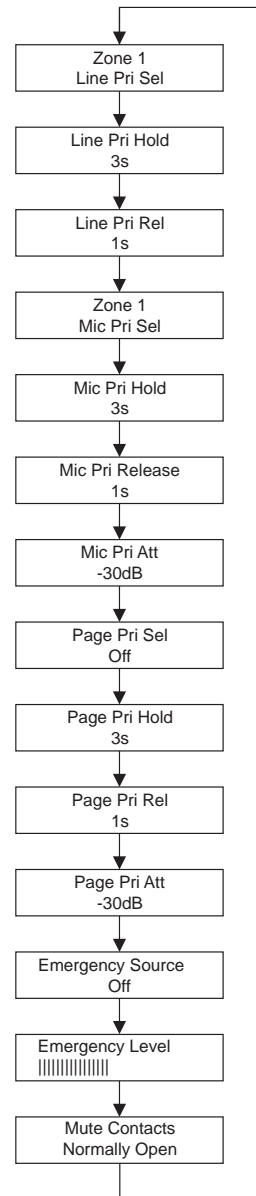 Zone 1
Line Pri Sel
Line Pri Hold
3s
Line Pri Rel
1s
Zone 1
Mic Pri Sel
Mic Pri Hold
3s
Mic Pri Release
1s
Mic Pri Att
-30dB
Page Pri Sel
Off
Page Pri Hold
3s
Page Pri Rel
1s
Page Pri Att
-30dB
Emergency Source
Off
Emergency Level
||||||||||||||||
Mute Contacts
Normally Open